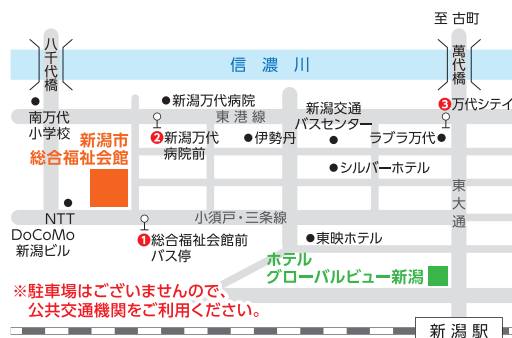 至 古町
八千代橋
萬代橋
信濃川
新潟万代病院
新潟交通
バスセンター
❸万代シテイ
南万代
小学校
東港線
❷新潟万代
病院前
伊勢丹
ラブラ万代
新潟市
総合福祉会館
シルバーホテル
東大通
NTT
DoCoMo
新潟ビル
小須戸・三条線
❶総合福祉会館前
バス停
東映ホテル
ホテル
グローバルビュー新潟
※駐車場はございませんので、
公共交通機関をご利用ください。
新潟駅